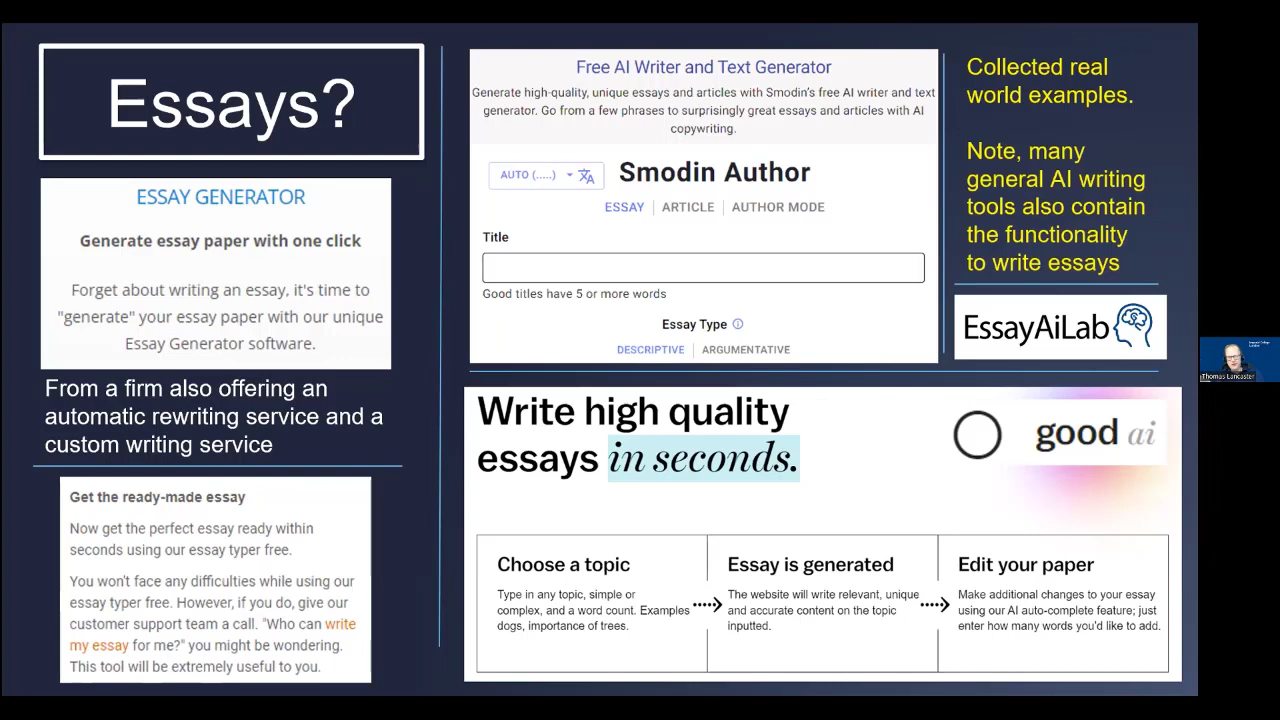 Essays?
ESSAY GENERATOR
Generate essay paper with one click
Forget about writing an essay, it's time to
"generate" your essay paper with our unique
Essay Generator software.
From a firm also offering an
automatic rewriting service and a
custom writing service
Get the ready-made essay
Now get the perfect essay ready within
seconds using our essay typer free.
You won't face any difficulties while using our
essay typer free. However, if you do, give our
customer support team a call. "Who can write
my essay for me?" you might be wondering.
This tool will be extremely useful to you.
Free AI Writer and Text Generator
Generate high-quality, unique essays and articles with Smodin's free AI writer and text
generator. Go from a few phrases to surprisingly great essays and articles with AI
copywriting.
AUTO (.....)
Smodin Author
ESSAY | ARTICLE | AUTHOR MODE
Title
Good titles have 5 or more words
Essay Type
DESCRIPTIVE | ARGUMENTATIVE
Collected real
world examples.
Note, many
general AI writing
tools also contain
the functionality
to write essays
EssayAiLab
Write high quality
essays in seconds.
good ai
Choose a topic
Type in any topic, simple or
complex, and a word count. Examples
dogs, importance of trees.
Essay is generated
The website will write relevant, unique
and accurate content on the topic
inputted.
Edit your paper
Make additional changes to your essay
using our AI auto-complete feature; just
enter how many words you'd like to add.
Thomas Lancaster